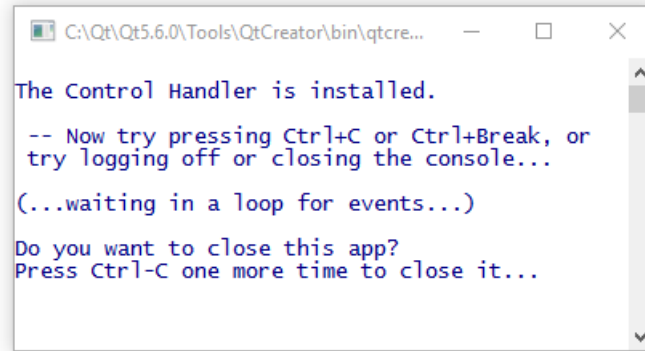 C:\Qt\Qt5.6.0\Tools\QtCreator\bin\qtcre...
The Control Handler is installed.
-- Now try pressing Ctrl+C or Ctrl+Break, or
try logging off or closing the console...
(...waiting in a loop for events...)
Do you want to close this app?
Press Ctrl-C one more time to close it...